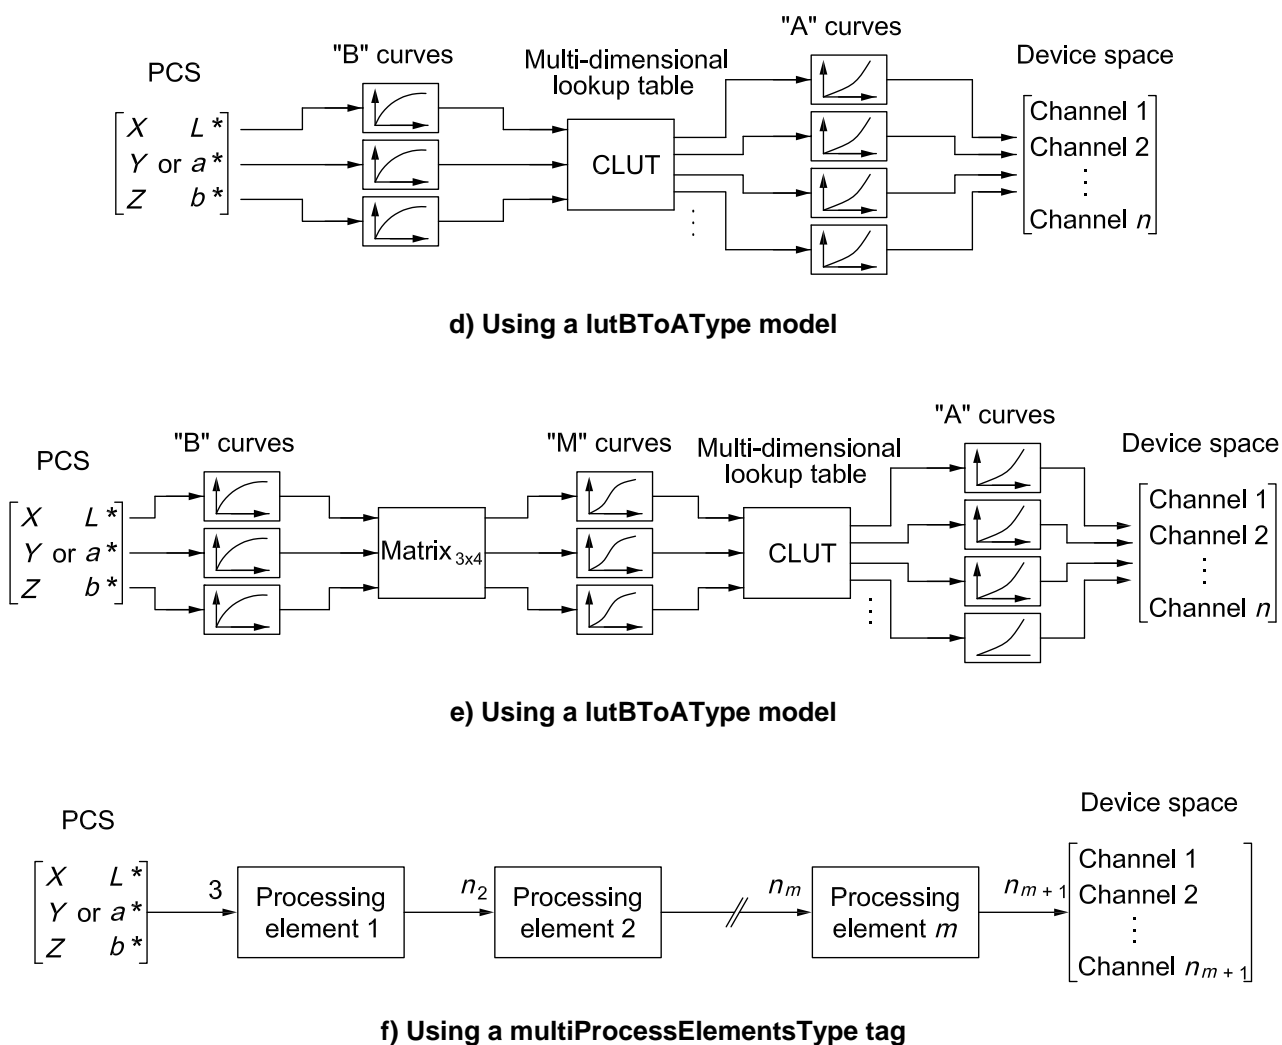 "A" curves
"B" curves
Multi-dimensional
lookup table
Device space
PCS
X L*
Y or a*
Z b*
CLUT
Channel 1
Channel 2
Channel n
d) Using a lutBToAType model
"A" curves
"B" curves
"M" curves
Multi-dimensional
lookup table
Device space
PCS
X L*
Y or a*
Z b*
Matrix 3x4
CLUT
Channel 1
Channel 2
Channel n
e) Using a lutBToAType model
Device space
PCS
X L*
Y or a*
Z b*
3
Processing
element 1
n2
Processing
element 2
nm
Processing
element m
nm + 1
Channel 1
Channel 2
Channel nm + 1
f) Using a multiProcessElementsType tag